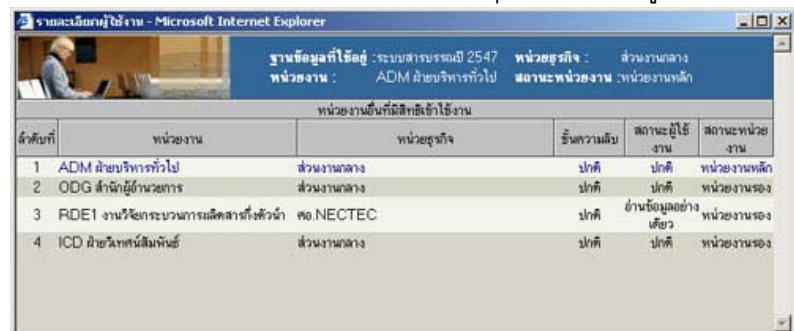 รายละเอียดผู้ใช้งาน - Microsoft Internet Explorer
ฐานข้อมูลที่ใช้อยู่ :ระบบสารบรรณปี 2547 หน่วยธุรกิจ : ส่วนงานกลาง
หน่วยงาน : ADM ฝ่ายบริหารทั่วไป สถานะหน่วยงาน :หน่วยงานหลัก
หน่วยงานอื่นที่มีสิทธิเข้าใช้งาน
ลำดับที่ หน่วยงาน หน่วยธุรกิจ ชั้นความลับ สถานะผู้ใช้งาน สถานะหน่วยงาน
1 ADM ฝ่ายบริหารทั่วไป ส่วนงานกลาง ปกติ ปกติ หน่วยงานหลัก
2 ODG สำนักผู้อำนวยการ ส่วนงานกลาง ปกติ ปกติ หน่วยงานรอง
3 RDE1 งานวิจัยกระบวนการผลิตสารกึ่งตัวนำ ศอ.NECTEC ปกติ อ่านข้อมูลอย่างเดียว หน่วยงานรอง
4 ICD ฝ่ายวิเทศน์สัมพันธ์ ส่วนงานกลาง ปกติ ปกติ หน่วยงานรอง